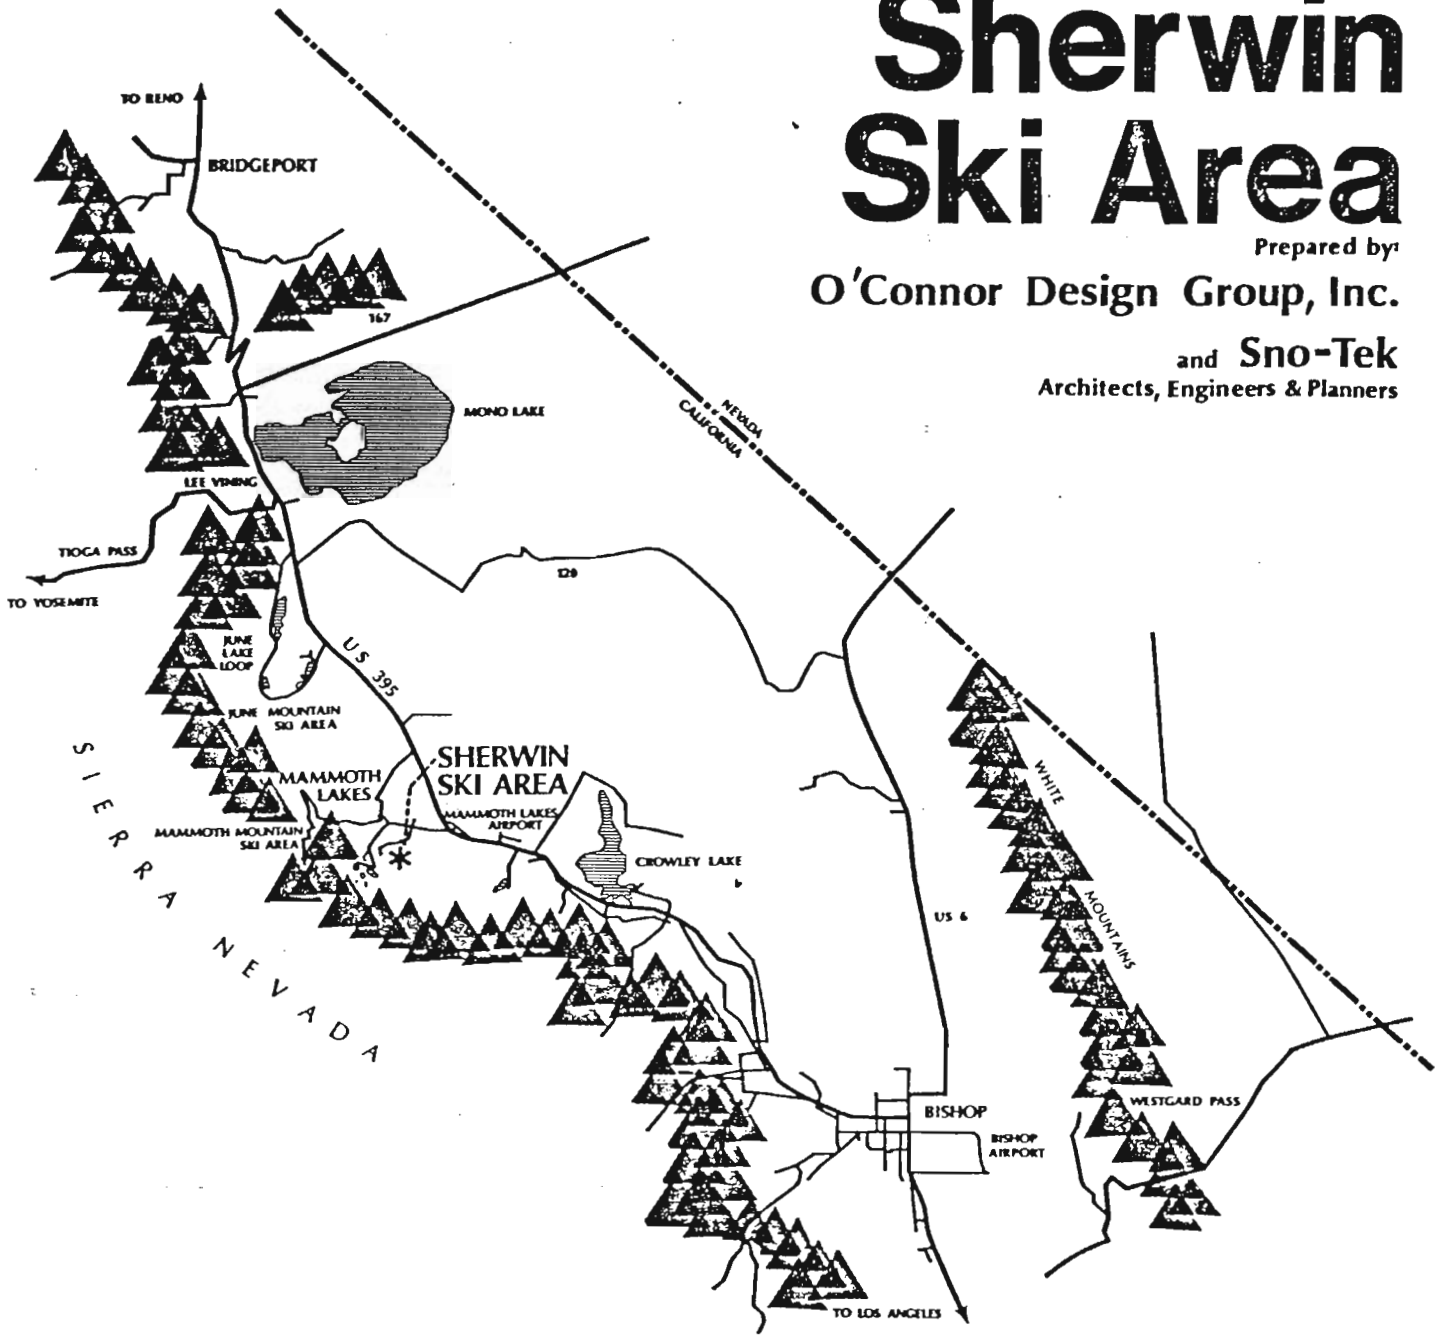 Sherwin
Ski Area
Prepared by:
O'Connor Design Group, Inc.
and Sno-Tek
Architects, Engineers & Planners
TO RENO
BRIDGEPORT
167
MONO LAKE
NEVADA
CALIFORNIA
LEE VINING
TIOGA PASS
TO YOSEMITE
120
JUNE
LAKE
LOOP
US 395
JUNE MOUNTAIN
SKI AREA
SHERWIN
SKI AREA
MAMMOTH
LAKES
MAMMOTH LAKES
AIRPORT
MAMMOTH MOUNTAIN
SKI AREA
CROWLEY LAKE
SIERRA NEVADA
US 6
WHITE MOUNTAINS
WESTGARD PASS
BISHOP
BISHOP
AIRPORT
TO LOS ANGELES